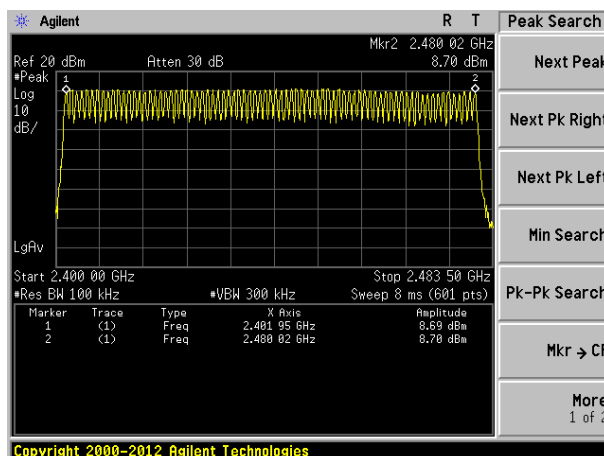 Agilent R T Peak Search
Mkr2 2.480 02 GHz
Ref 20 dBm Atten 30 dB 8.70 dBm
#Peak
Log
10
dB/
1 2
LgAv
Start 2.400 00 GHz Stop 2.483 50 GHz
#Res BW 100 kHz #VBW 300 kHz Sweep 8 ms (601 pts)
Marker Trace Type X Axis Amplitude
1 (1) Freq 2.401 95 GHz 8.69 dBm
2 (1) Freq 2.480 02 GHz 8.70 dBm
Next Peak
Next Pk Right
Next Pk Left
Min Search
Pk-Pk Search
Mkr → CF
More
1 of 2
Copyright 2000-2012 Agilent Technologies